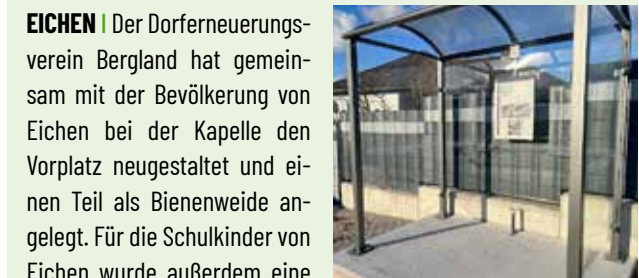 EICHEN | Der Dorferneuerungs-
verein Bergland hat gemein-
sam mit der Bevölkerung von
Eichen bei der Kapelle den
Vorplatz neugestaltet und ei-
nen Teil als Bienenweide an-
gelegt. Für die Schulkinder von
Eichen wurde außerdem eine